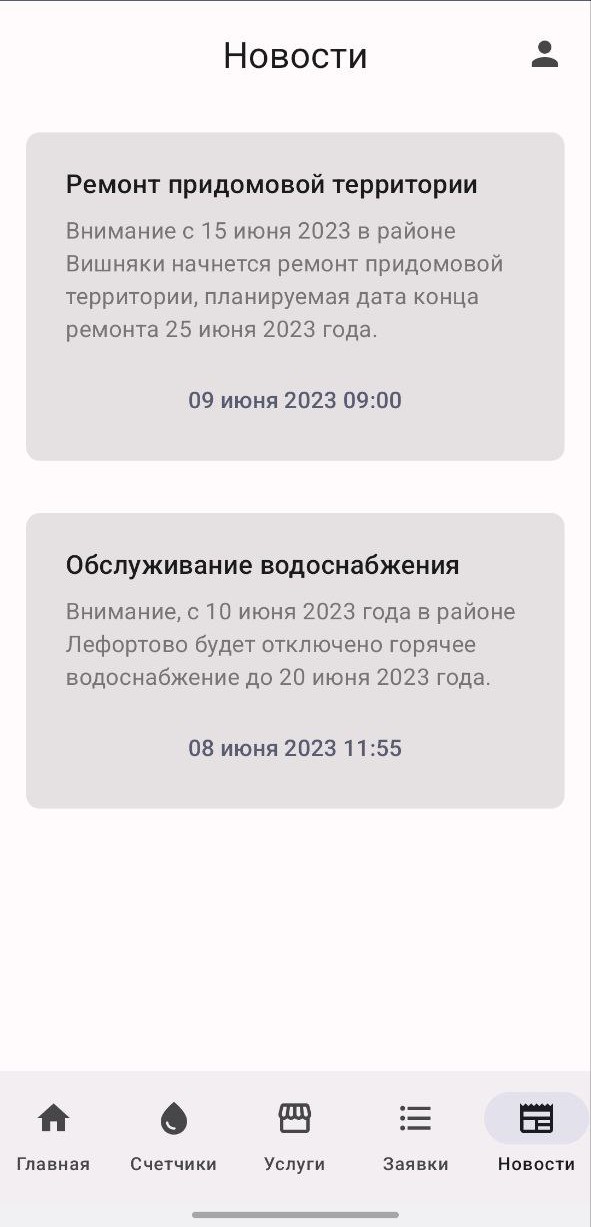 Новости
Ремонт придомовой территории
Внимание с 15 июня 2023 в районе
Вишняки начнется ремонт придомовой
территории, планируемая дата конца
ремонта 25 июня 2023 года.
09 июня 2023 09:00
Обслуживание водоснабжения
Внимание, с 10 июня 2023 года в районе
Лефортово будет отключено горячее
водоснабжение до 20 июня 2023 года.
08 июня 2023 11:55
Главная Счетчики Услуги Заявки Новости